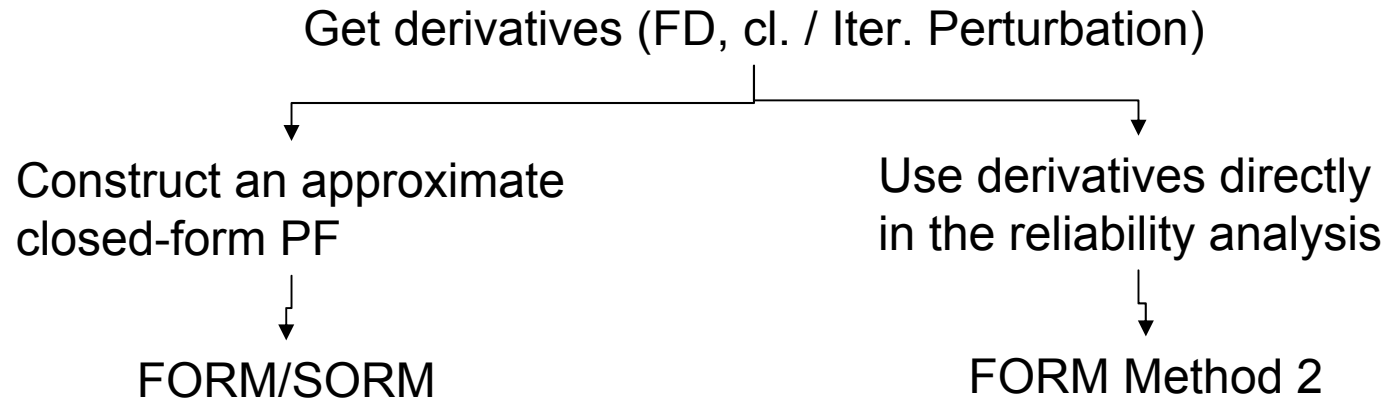 Get derivatives (FD, cl. / Iter. Perturbation)
Construct an approximate
closed-form PF
Use derivatives directly
in the reliability analysis
FORM/SORM
FORM Method 2